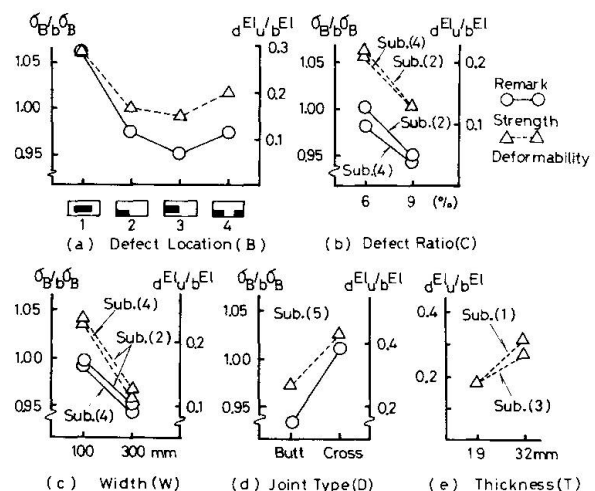 σB/bσB
dElu/bEl
1.05
1.00
0.95
0.3
0.2
0.1
1 2 3 4
(a) Defect Location (B)
σB/bσB
dElu/bEl
1.05
1.00
0.95
0.2
0.1
Sub.(4)
Sub.(2)
Sub.(2)
Sub.(4)
6 9 (%)
(b) Defect Ratio(C)
Remark
Strength
Deformability
σB/bσB
dElu/bEl
1.05
1.00
0.95
0.2
0.1
Sub.(4)
Sub.(2)
Sub.(4)
100 300 mm
(c) Width(W)
σB/bσB
dElu/bEl
1.05
1.00
0.95
0.4
0.2
Sub.(5)
Butt Cross
(d) Joint Type(D)
dElu/bEl
0.4
0.2
Sub.(1)
Sub.(3)
19 32mm
(e) Thickness(T)